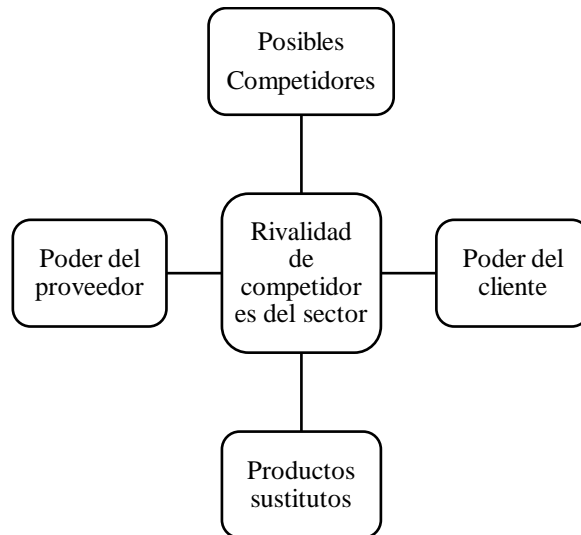 Posibles
Competidores
Poder del
proveedor
Rivalidad
de
competidor
es del sector
Poder del
cliente
Productos
sustitutos